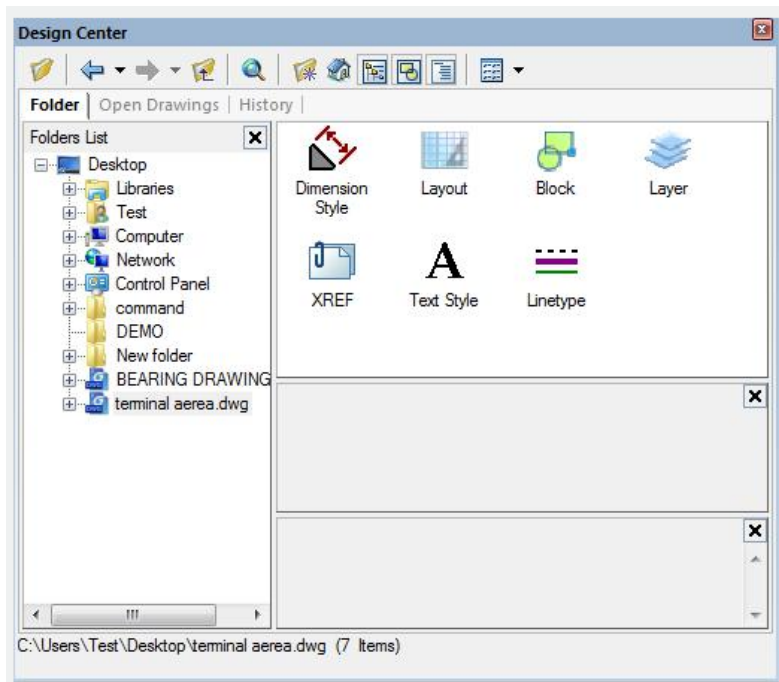 Design Center
Folder Open Drawings History
Folders List
Desktop
Libraries
Test
Computer
Network
Control Panel
command
DEMO
New folder
BEARING DRAWING
terminal aerea.dwg
Dimension Style
Layout
Block
Layer
XREF
Text Style
Linetype
C:\Users\Test\Desktop\terminal aerea.dwg (7 Items)